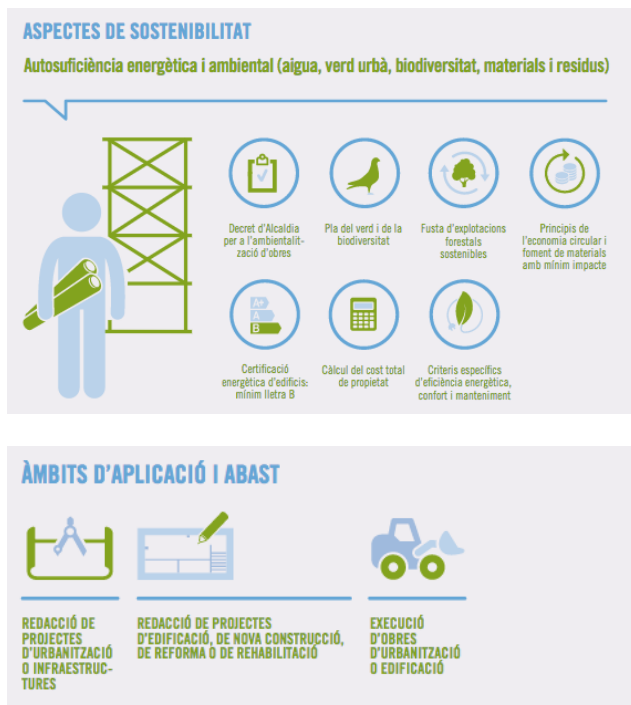 ASPECTES DE SOSTENIBILITAT
Autosuficiència energètica i ambiental (aigua, verd urbà, biodiversitat, materials i residus)
Decret d'Alcaldia
per a l'ambientalit-
zació d'obres
Pla del verd i de la
biodiversitat
Fusta d'explotacions
forestals
sostenibles
Principis de
l'economia circular i
foment de materials
amb mínim impacte
A+
A
B
Certificació
energètica d'edificis:
mínim lletra B
Càlcul del cost total
de propietat
Criteris específics
d'eficiència energètica,
confort i manteniment
ÀMBITS D'APLICACIÓ I ABAST
REDACCIÓ DE
PROJECTES
D'URBANITZACIÓ
O INFRAESTRUC-
TURES
REDACCIÓ DE PROJECTES
D'EDIFICACIÓ, DE NOVA CONSTRUCCIÓ,
DE REFORMA O DE REHABILITACIÓ
EXECUCIÓ
D'OBRES
D'URBANITZACIÓ
O EDIFICACIÓ